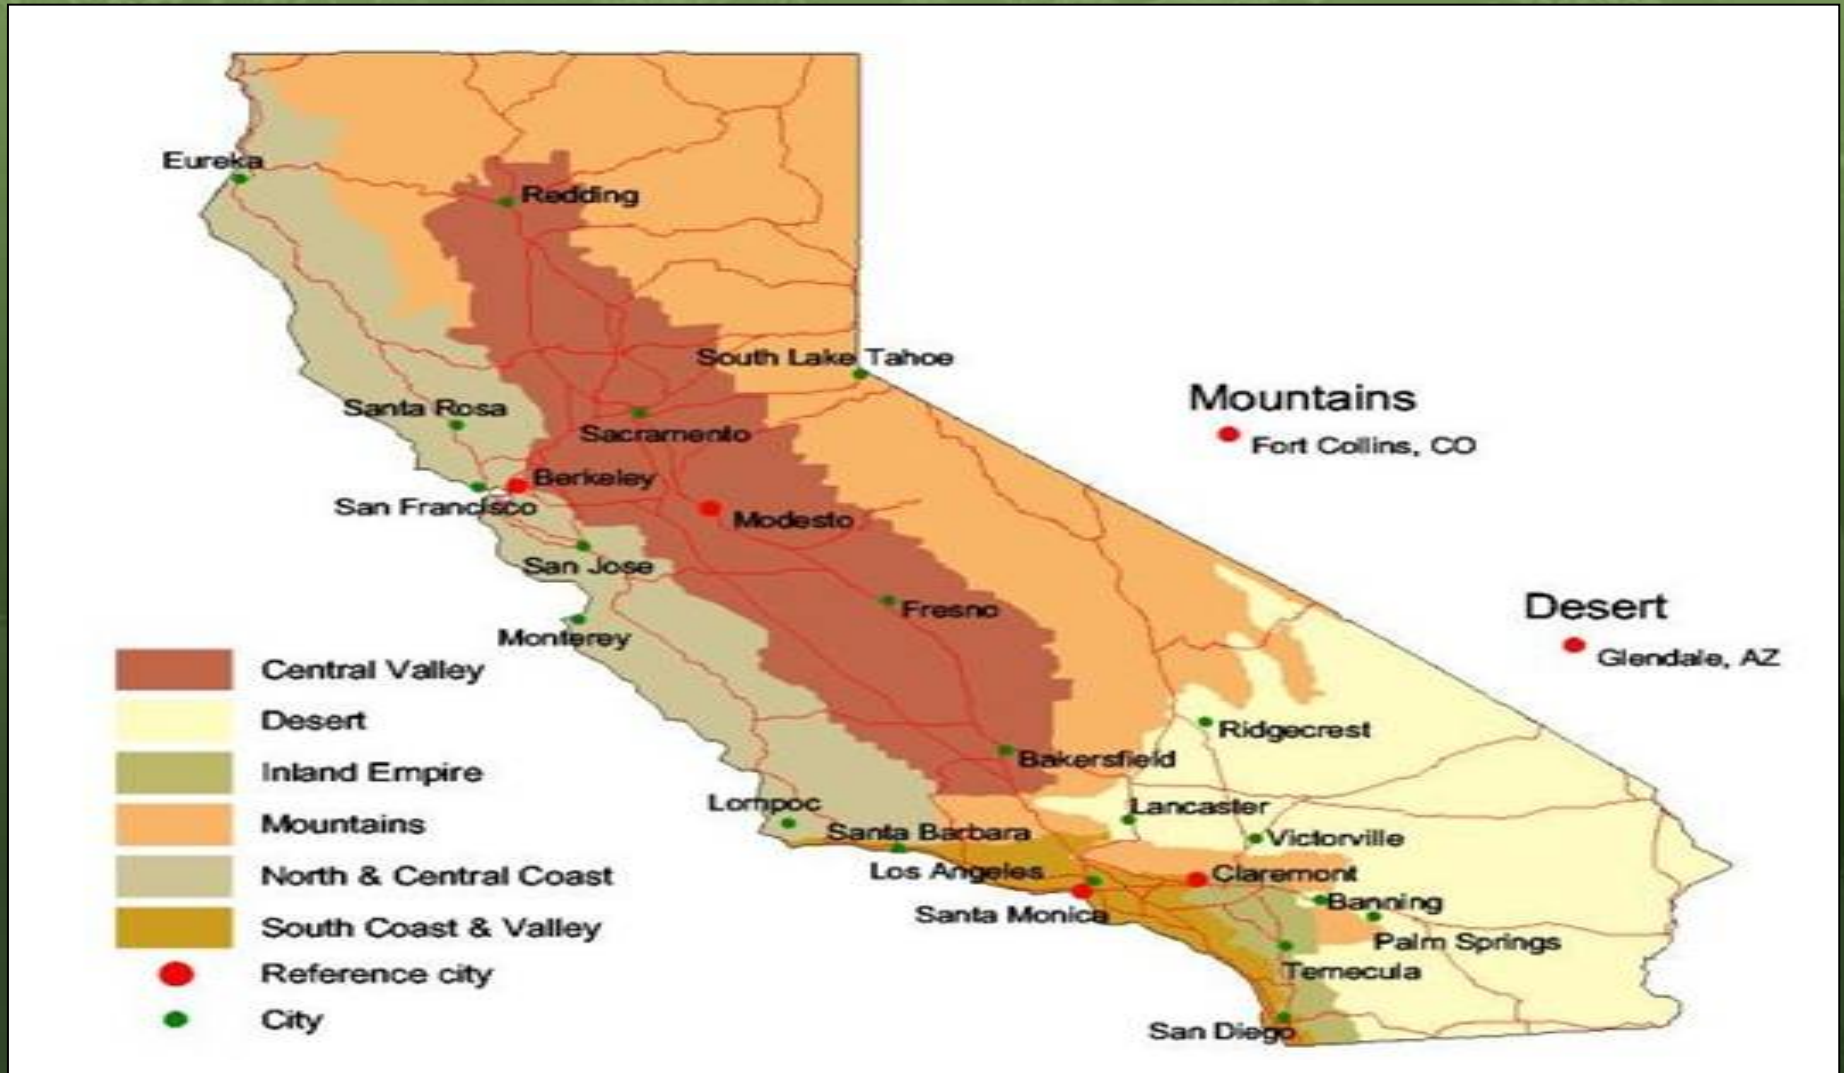 Eureka
Redding
South Lake Tahoe
Mountains
Fort Collins, CO
Santa Rosa
Sacramento
Berkeley
San Francisco
Modesto
San Jose
Desert
Fresno
Glendale, AZ
Monterey
Central Valley
Desert
Ridgecrest
Inland Empire
Bakersfield
Mountains
Lompoc
Lancaster
Santa Barbara
Victorville
North & Central Coast
Los Angeles
Claremont
Banning
Santa Monica
South Coast & Valley
Palm Springs
Reference city
Temecula
City
San Diego